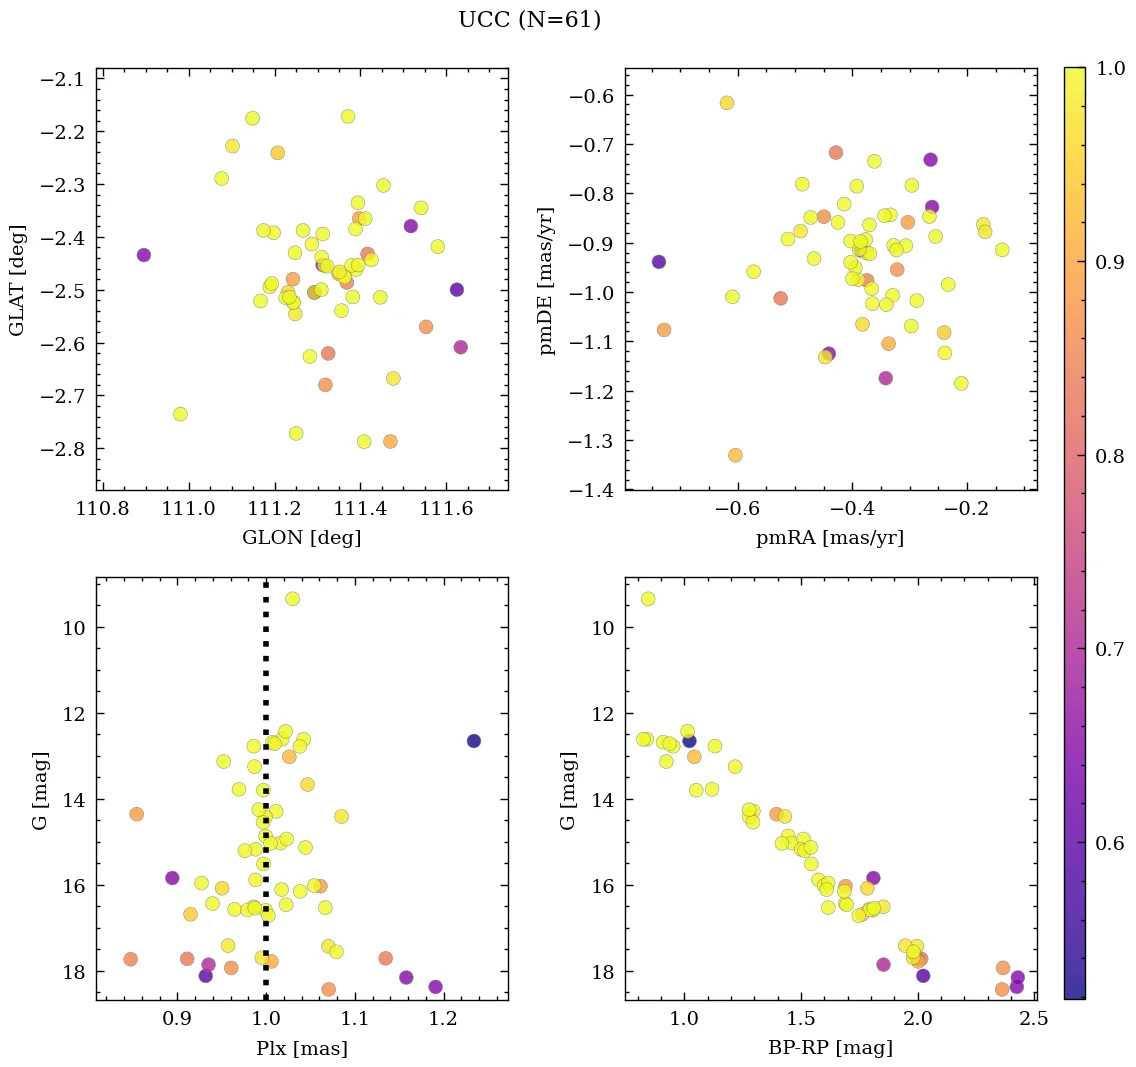 UCC (N=61)
−2.1
−2.2
−2.3
−2.4
−2.5
−2.6
−2.7
−2.8
GLAT [deg]
110.8 111.0 111.2 111.4 111.6
GLON [deg]
−0.6
−0.7
−0.8
−0.9
−1.0
−1.1
−1.2
−1.3
−1.4
pmDE [mas/yr]
−0.6 −0.4 −0.2
pmRA [mas/yr]
1.0
0.9
0.8
0.7
0.6
10
12
14
16
18
G [mag]
0.9 1.0 1.1 1.2
Plx [mas]
10
12
14
16
18
G [mag]
1.0 1.5 2.0 2.5
BP-RP [mag]